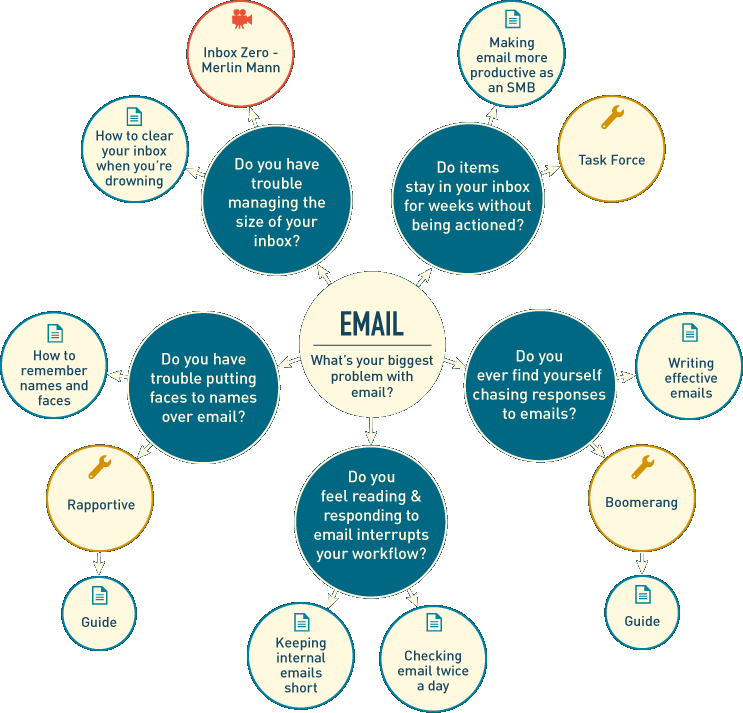 EMAIL
What's your biggest
problem with
email?
Do you have
trouble
managing the
size of your
inbox?
Inbox Zero -
Merlin Mann
How to clear
your inbox
when you're
drowning
Do items
stay in your inbox
for weeks without
being actioned?
Making
email more
productive as
an SMB
Task Force
Do you
ever find yourself
chasing responses
to emails?
Writing
effective
emails
Boomerang
Guide
Do you
feel reading &
responding to
email interrupts
your workflow?
Keeping
internal
emails
short
Checking
email twice
a day
Do you have
trouble putting
faces to names
over email?
How to
remember
names and
faces
Rapportive
Guide